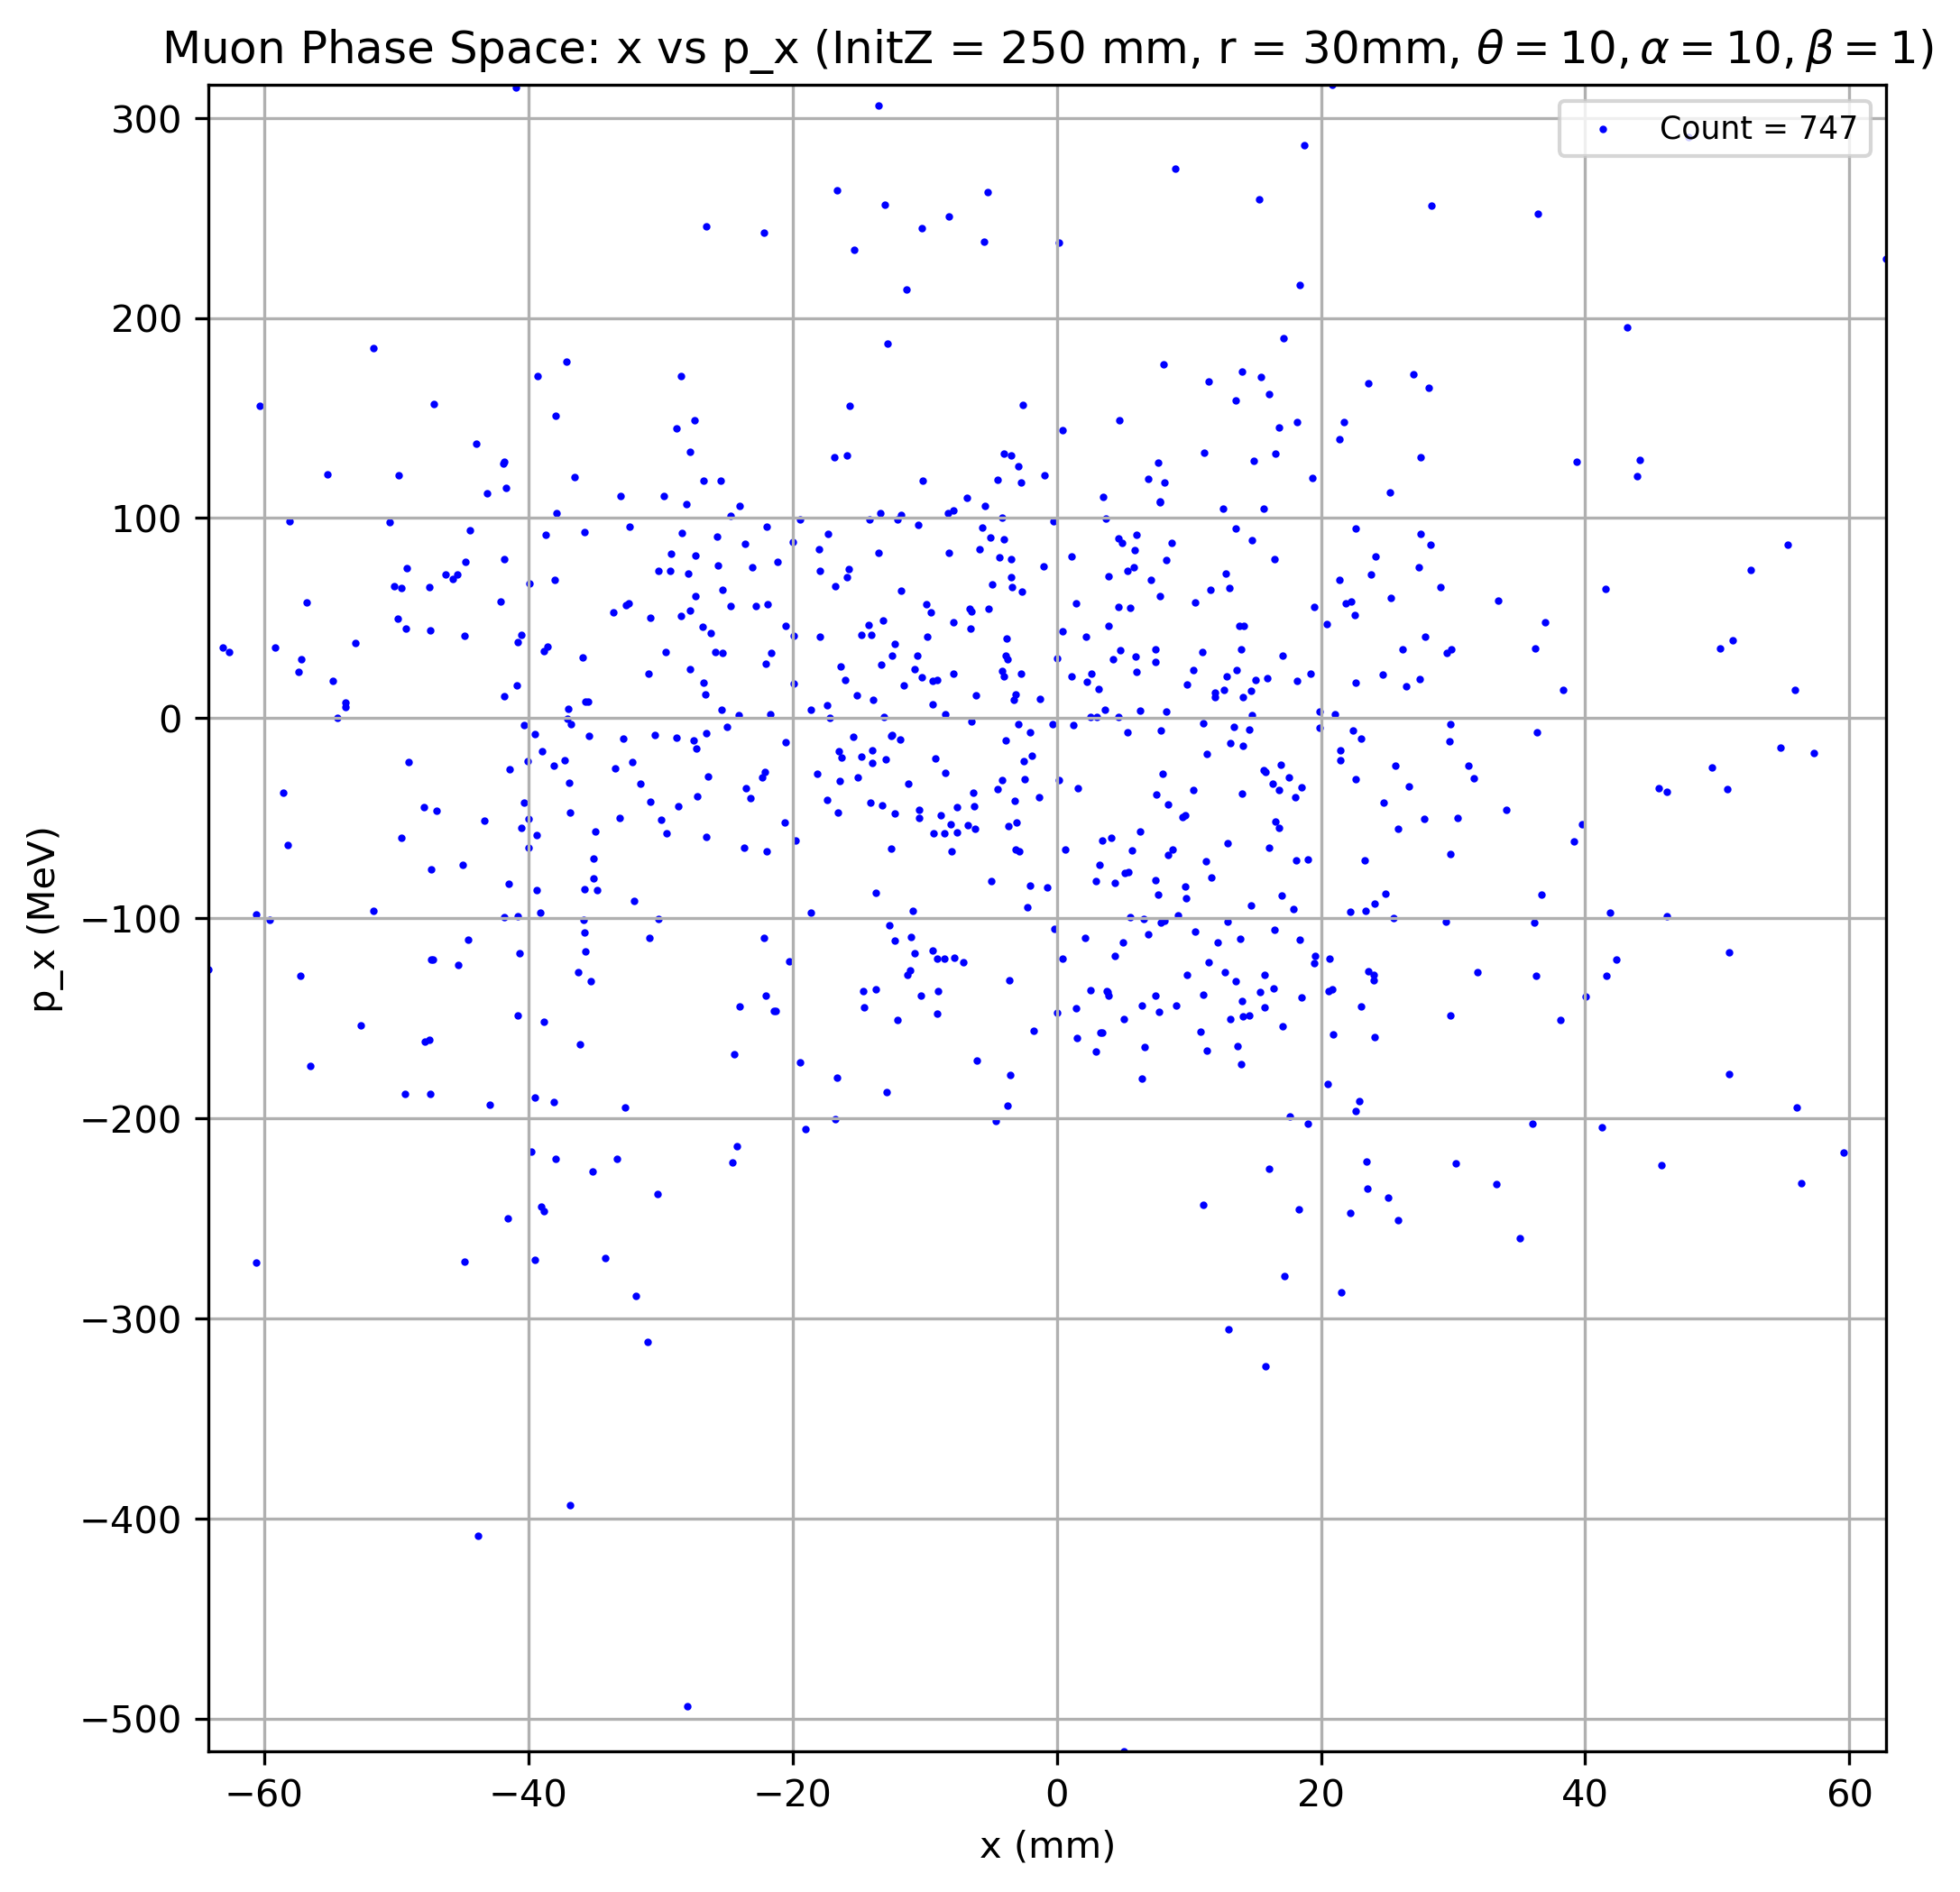 Muon Phase Space: x vs p_x (InitZ = 250 mm, r = 30mm, θ = 10, α = 10, β = 1)
Count = 747
300
200
100
0
−100
−200
−300
−400
−500
p_x (MeV)
−60 −40 −20 0 20 40 60
x (mm)